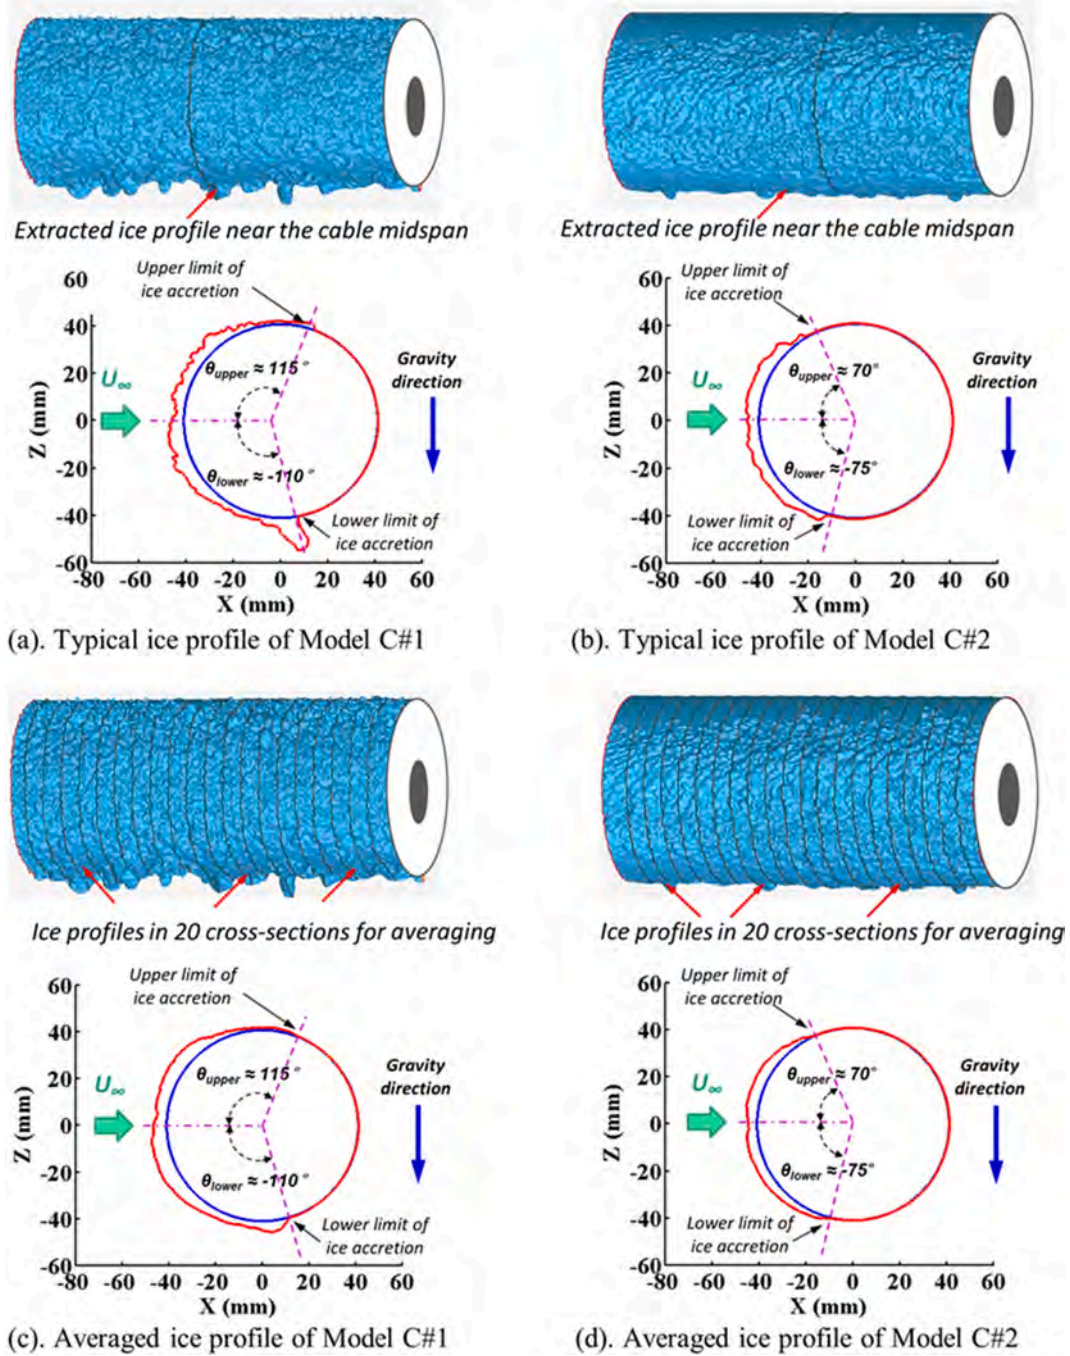 Extracted ice profile near the cable midspan
Upper limit of
ice accretion
60
40
20
0
-20
-40
-60
Z (mm)
U∞
θupper ≈ 115°
θlower ≈ -110°
Gravity
direction
Lower limit of
ice accretion
-80 -60 -40 -20 0 20 40 60
X (mm)
(a). Typical ice profile of Model C#1
Extracted ice profile near the cable midspan
Upper limit of
ice accretion
60
40
20
0
-20
-40
-60
Z (mm)
U∞
θupper ≈ 70°
θlower ≈ -75°
Gravity
direction
Lower limit of
ice accretion
-80 -60 -40 -20 0 20 40 60
X (mm)
(b). Typical ice profile of Model C#2
Ice profiles in 20 cross-sections for averaging
Upper limit of
ice accretion
60
40
20
0
-20
-40
-60
Z (mm)
U∞
θupper ≈ 115°
θlower ≈ -110°
Gravity
direction
Lower limit of
ice accretion
-80 -60 -40 -20 0 20 40 60
X (mm)
(c). Averaged ice profile of Model C#1
Ice profiles in 20 cross-sections for averaging
Upper limit of
ice accretion
60
40
20
0
-20
-40
-60
Z (mm)
U∞
θupper ≈ 70°
θlower ≈ -75°
Gravity
direction
Lower limit of
ice accretion
-80 -60 -40 -20 0 20 40 60
X (mm)
(d). Averaged ice profile of Model C#2